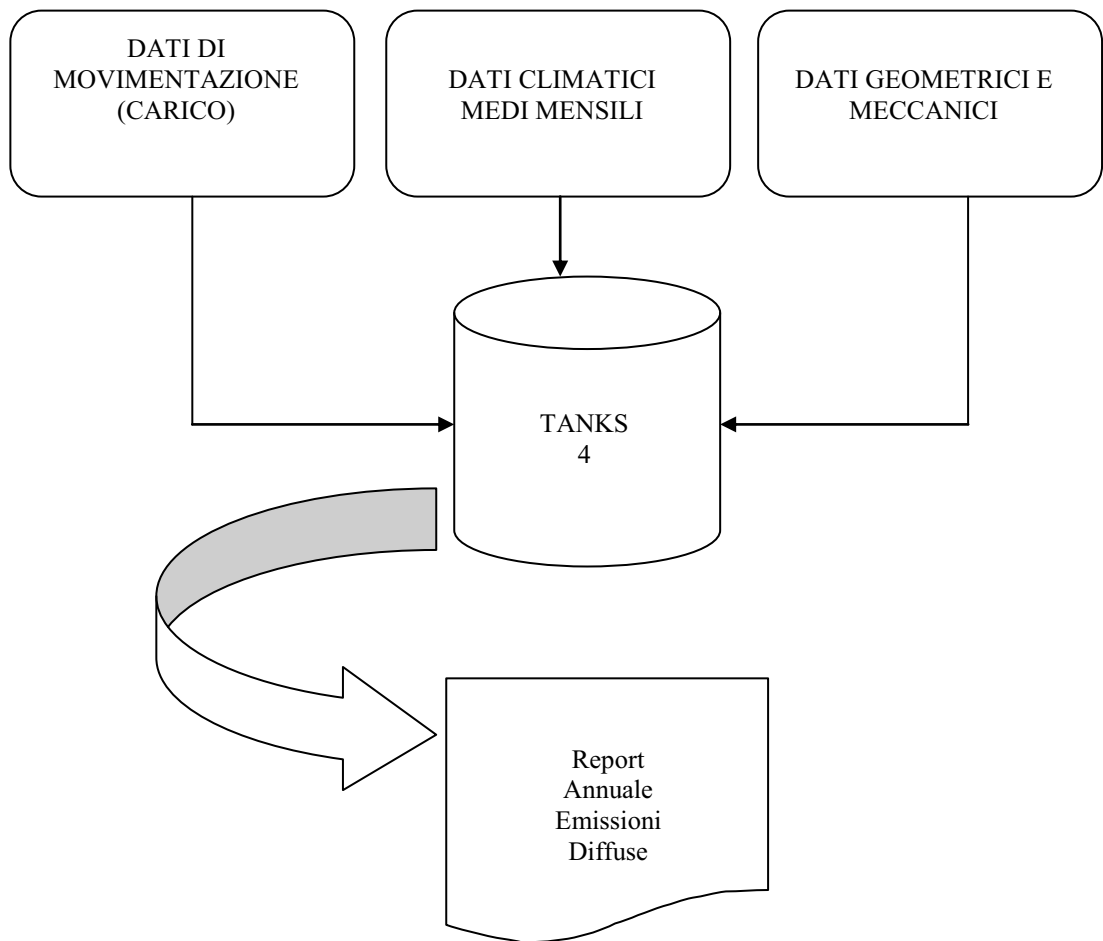 DATI DI
MOVIMENTAZIONE
(CARICO)
DATI CLIMATICI
MEDI MENSILI
DATI GEOMETRICI E
MECCANICI
TANKS
4
Report
Annuale
Emissioni
Diffuse